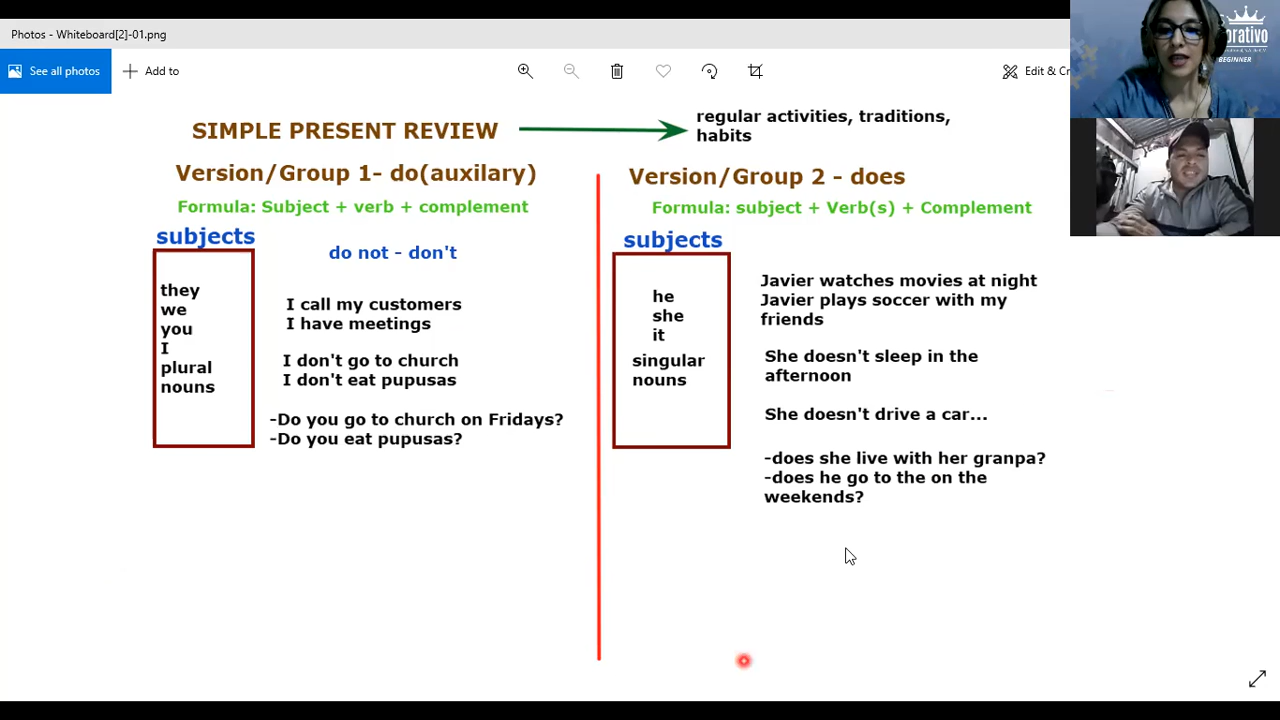 Photos - Whiteboard[2]-01.png
See all photos
Add to
Edit & Cr
orativo
BEGINNER
SIMPLE PRESENT REVIEW
regular activities, traditions,
habits
Version/Group 1- do(auxilary)
Formula: Subject + verb + complement
subjects
do not - don't
they
we
you
I
plural
nouns
I call my customers
I have meetings
I don't go to church
I don't eat pupusas
-Do you go to church on Fridays?
-Do you eat pupusas?
Version/Group 2 - does
Formula: subject + Verb(s) + Complement
subjects
he
she
it
singular
nouns
Javier watches movies at night
Javier plays soccer with my
friends
She doesn't sleep in the
afternoon
She doesn't drive a car...
-does she live with her granpa?
-does he go to the on the
weekends?